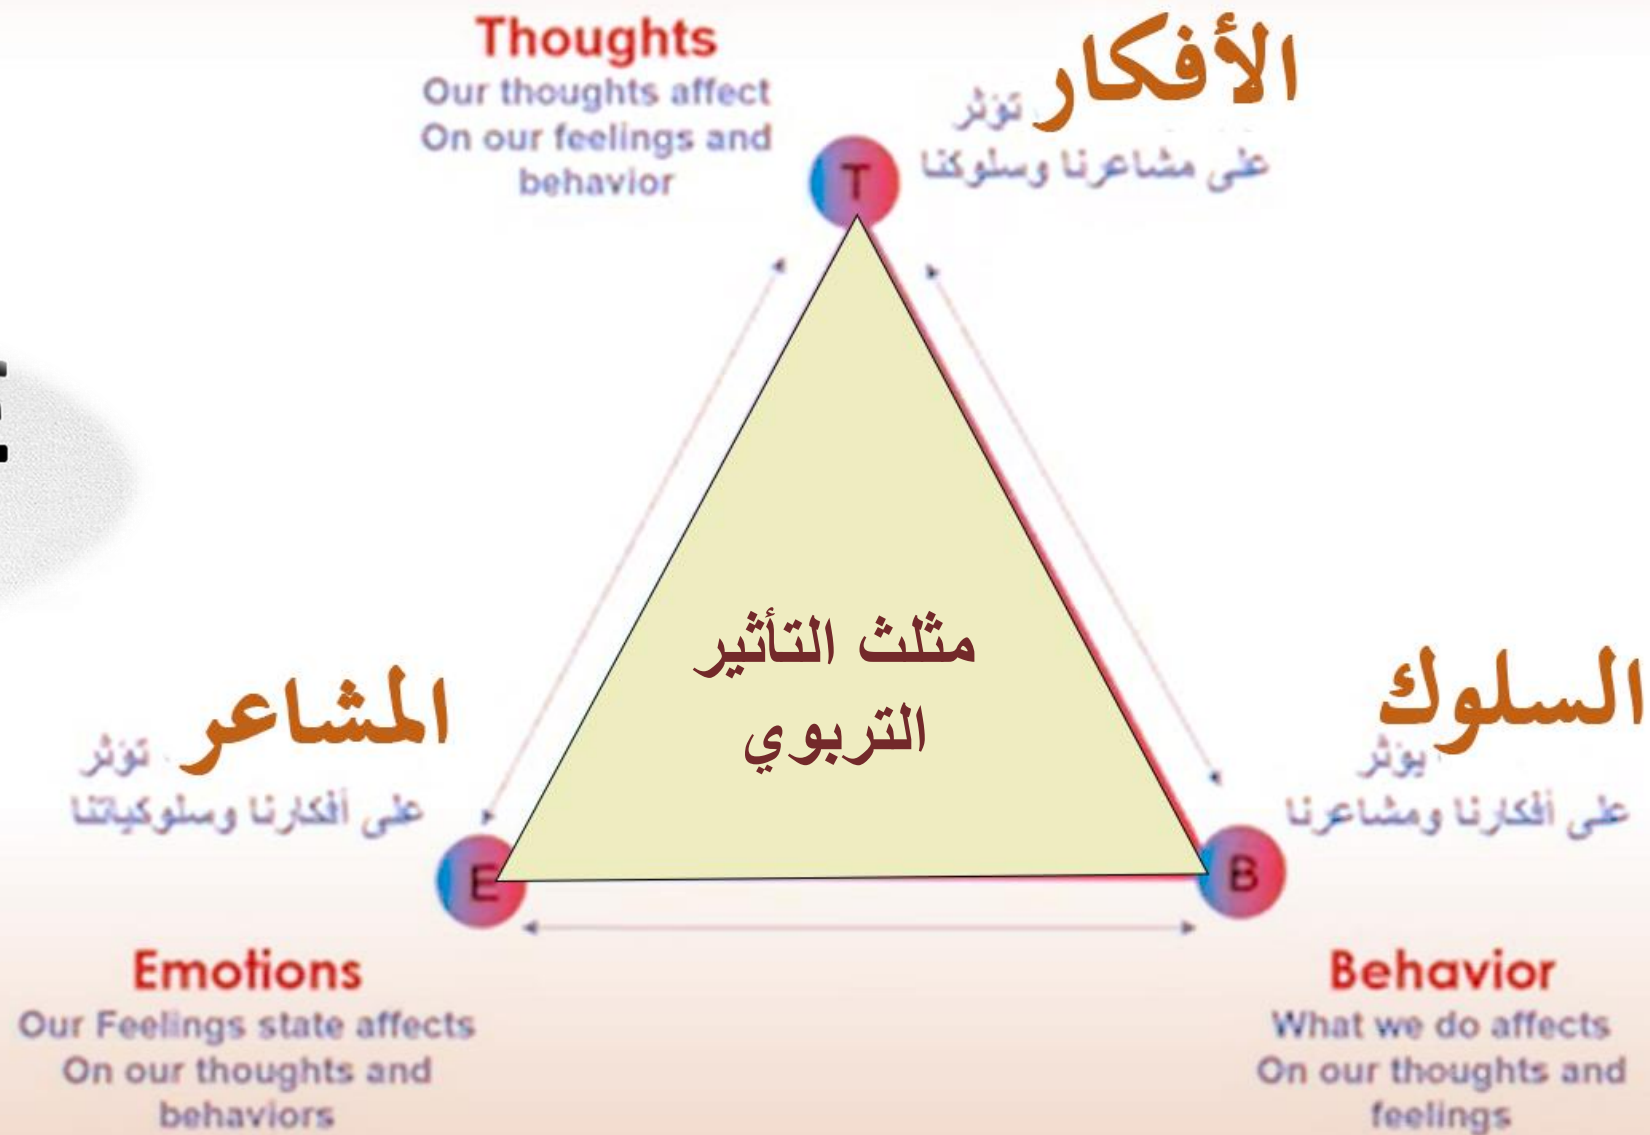 Thoughts
Our thoughts affect
On our feelings and
behavior
الأفكار تؤثر
على مشاعرنا وسلوكنا
T
مثلث التأثير
التربوي
المشاعر تؤثر
على أفكارنا وسلوكياتنا
السلوك
يؤثر
على أفكارنا ومشاعرنا
E
B
Emotions
Our Feelings state affects
On our thoughts and
behaviors
Behavior
What we do affects
On our thoughts and
feelings